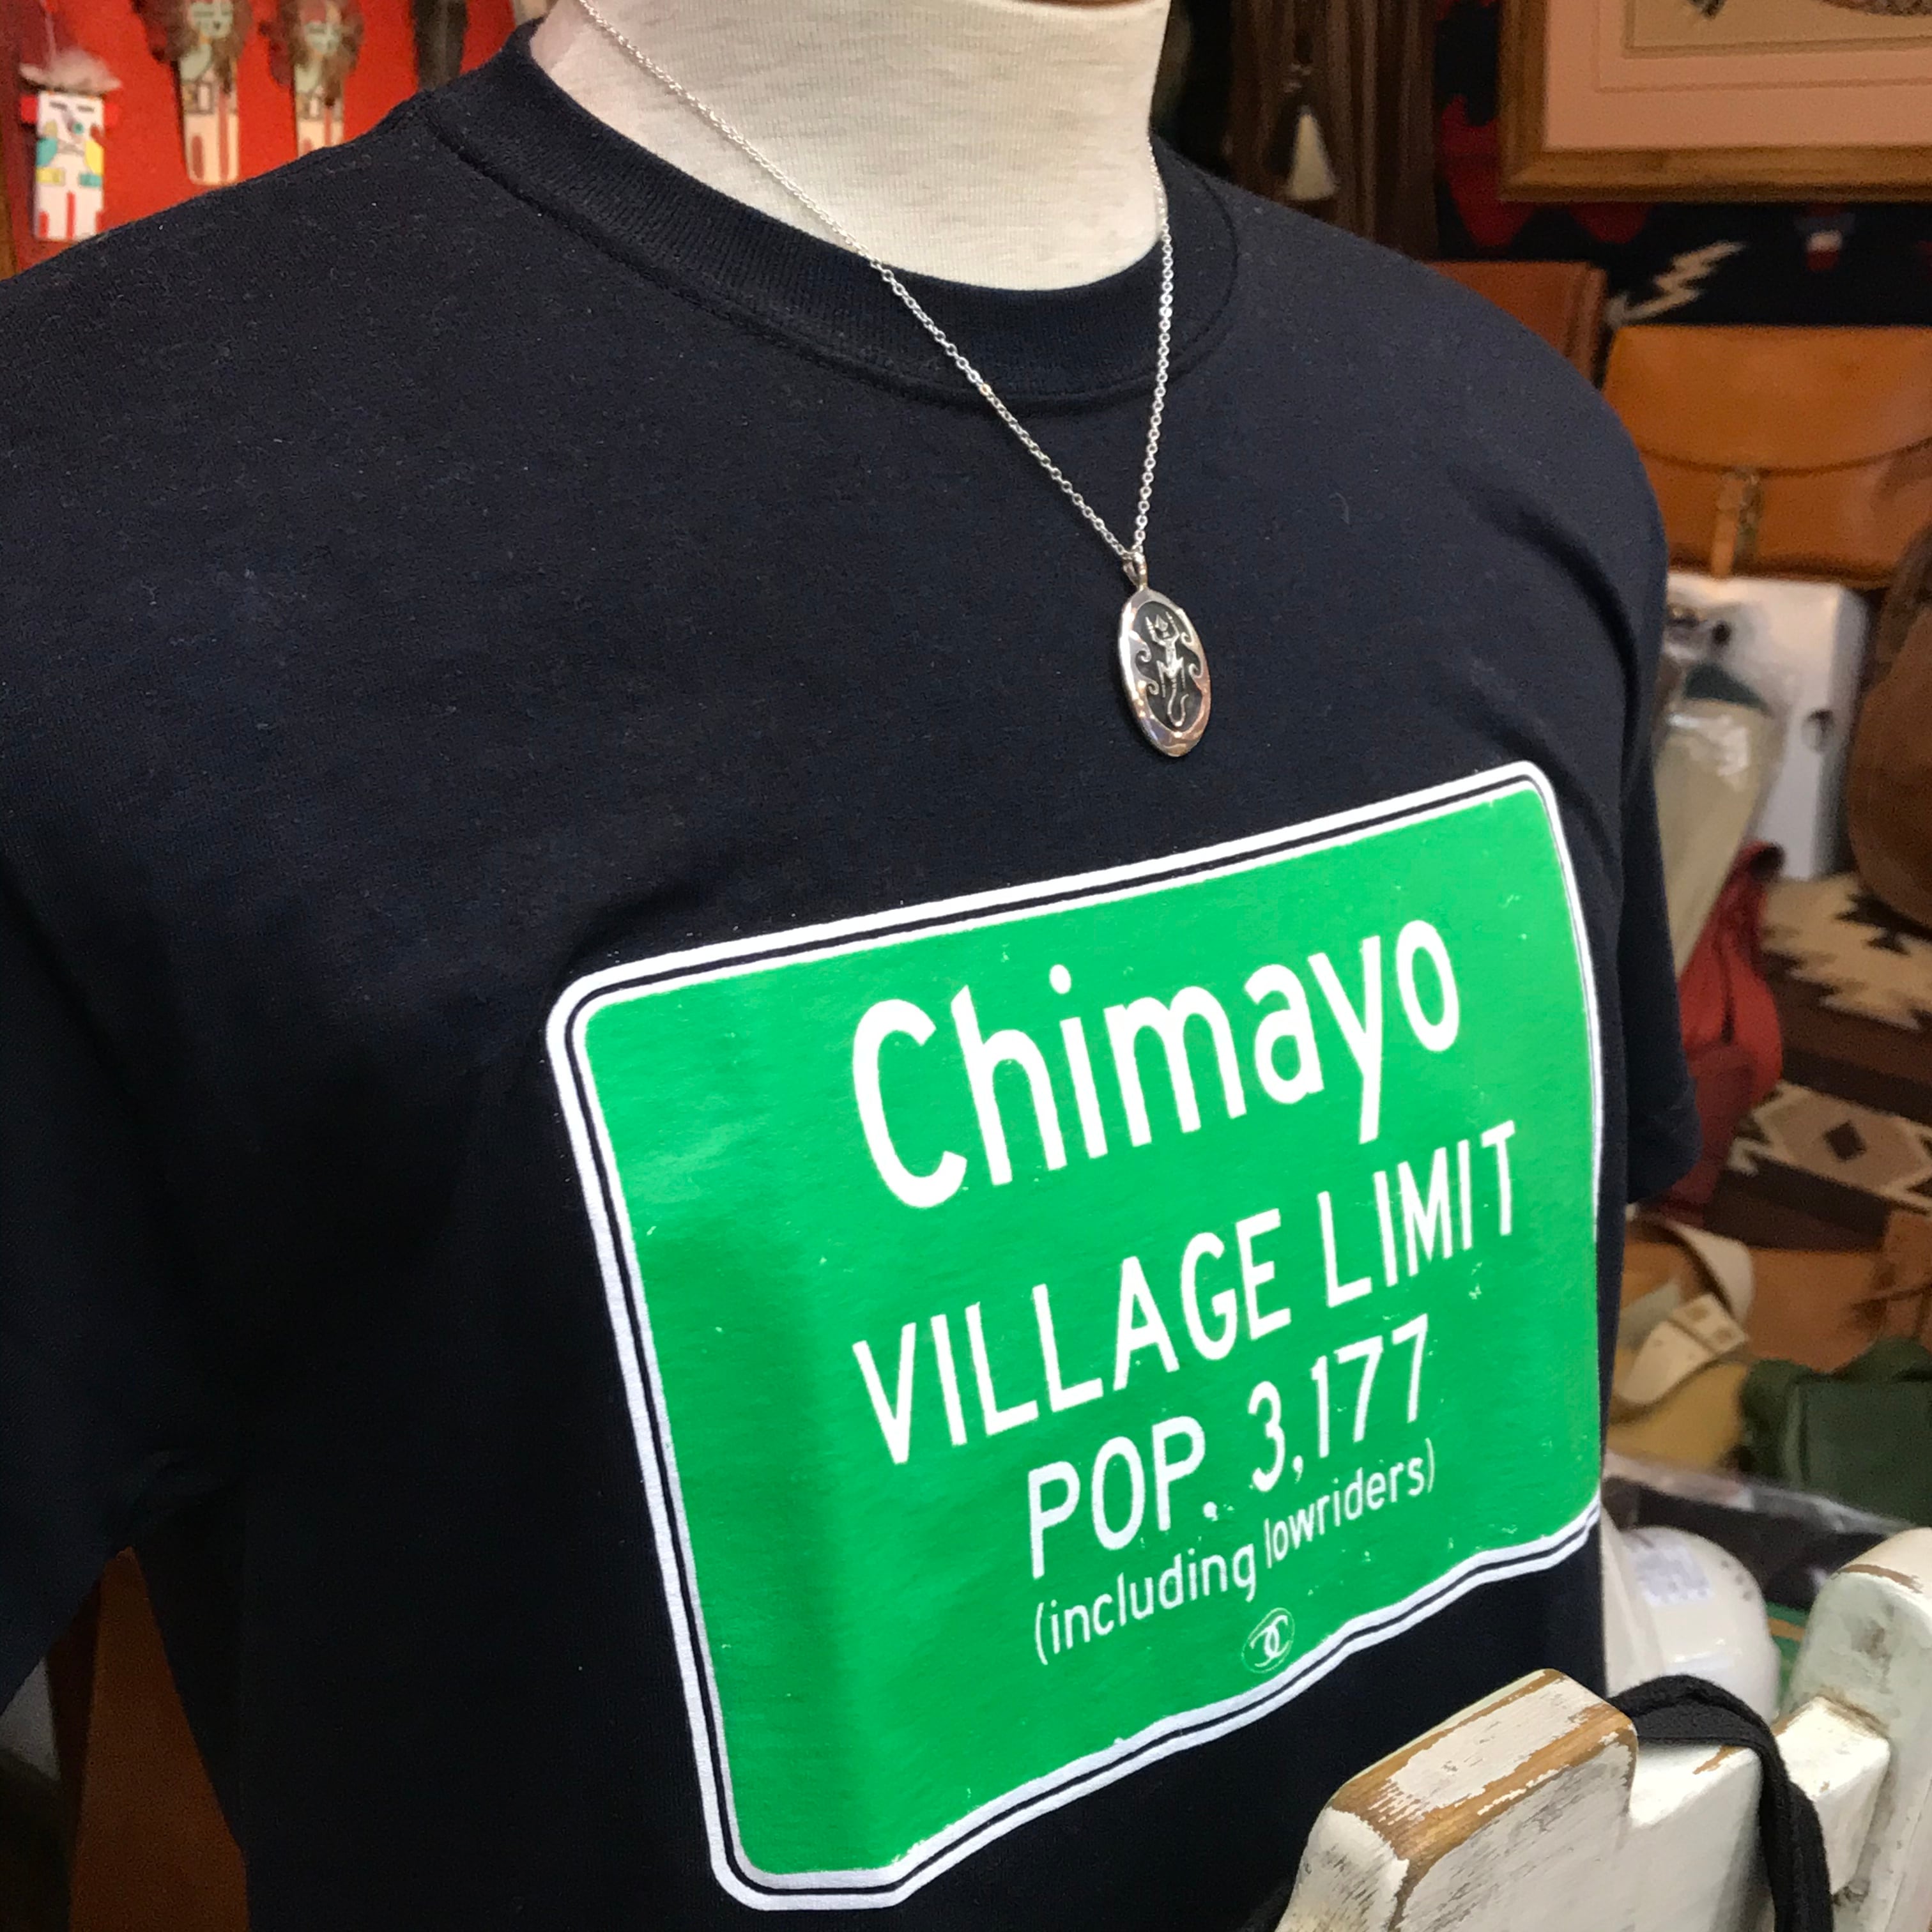 Chimayo
VILLAGE LIMIT
POP. 3,177
(including lowriders)